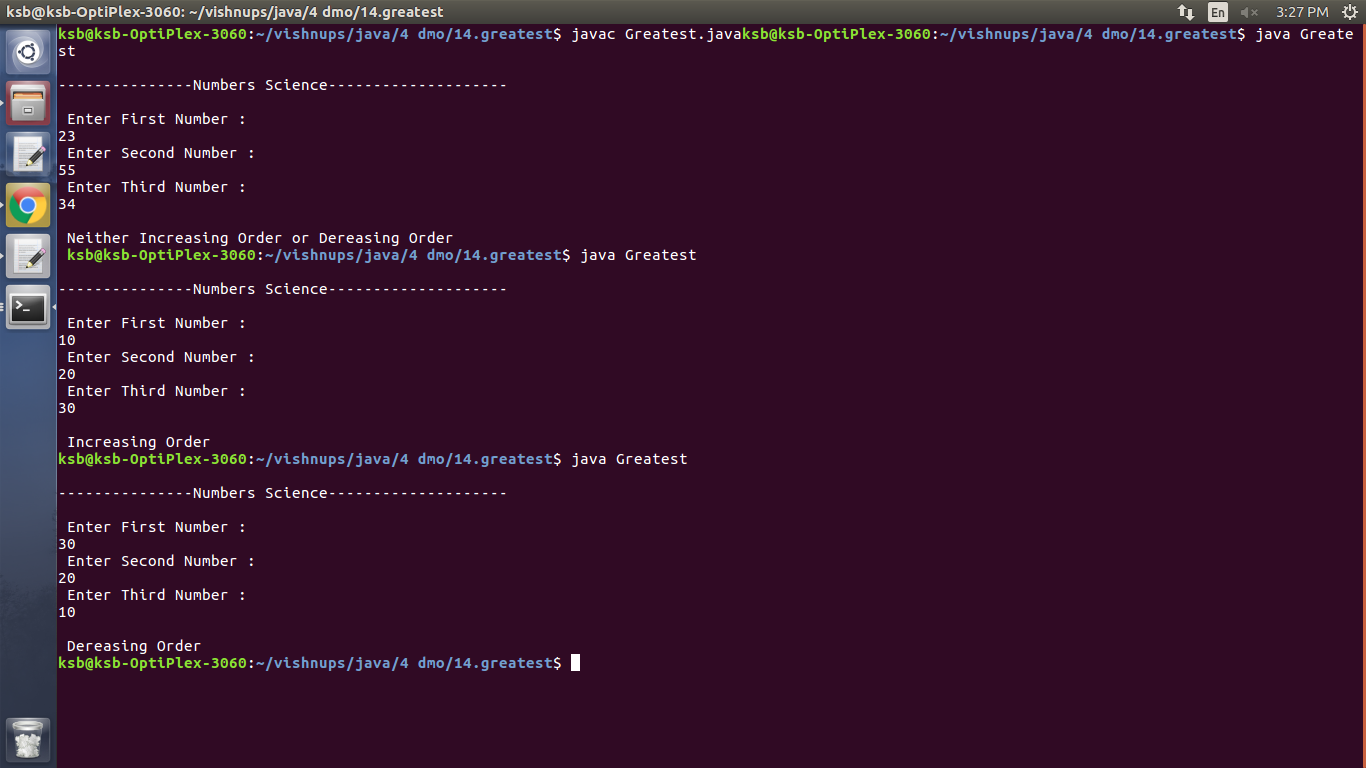 ksb@ksb-OptiPlex-3060: ~/vishnups/java/4 dmo/14.greatest
En
3:27 PM
ksb@ksb-OptiPlex-3060:~/vishnups/java/4 dmo/14.greatest$ javac Greatest.javaksb@ksb-OptiPlex-3060:~/vishnups/java/4 dmo/14.greatest$ java Greate
st
---------------Numbers Science--------------------
Enter First Number :
23
Enter Second Number :
55
Enter Third Number :
34
Neither Increasing Order or Dereasing Order
ksb@ksb-OptiPlex-3060:~/vishnups/java/4 dmo/14.greatest$ java Greatest
---------------Numbers Science--------------------
Enter First Number :
10
Enter Second Number :
20
Enter Third Number :
30
Increasing Order
ksb@ksb-OptiPlex-3060:~/vishnups/java/4 dmo/14.greatest$ java Greatest
---------------Numbers Science--------------------
Enter First Number :
30
Enter Second Number :
20
Enter Third Number :
10
Dereasing Order
ksb@ksb-OptiPlex-3060:~/vishnups/java/4 dmo/14.greatest$